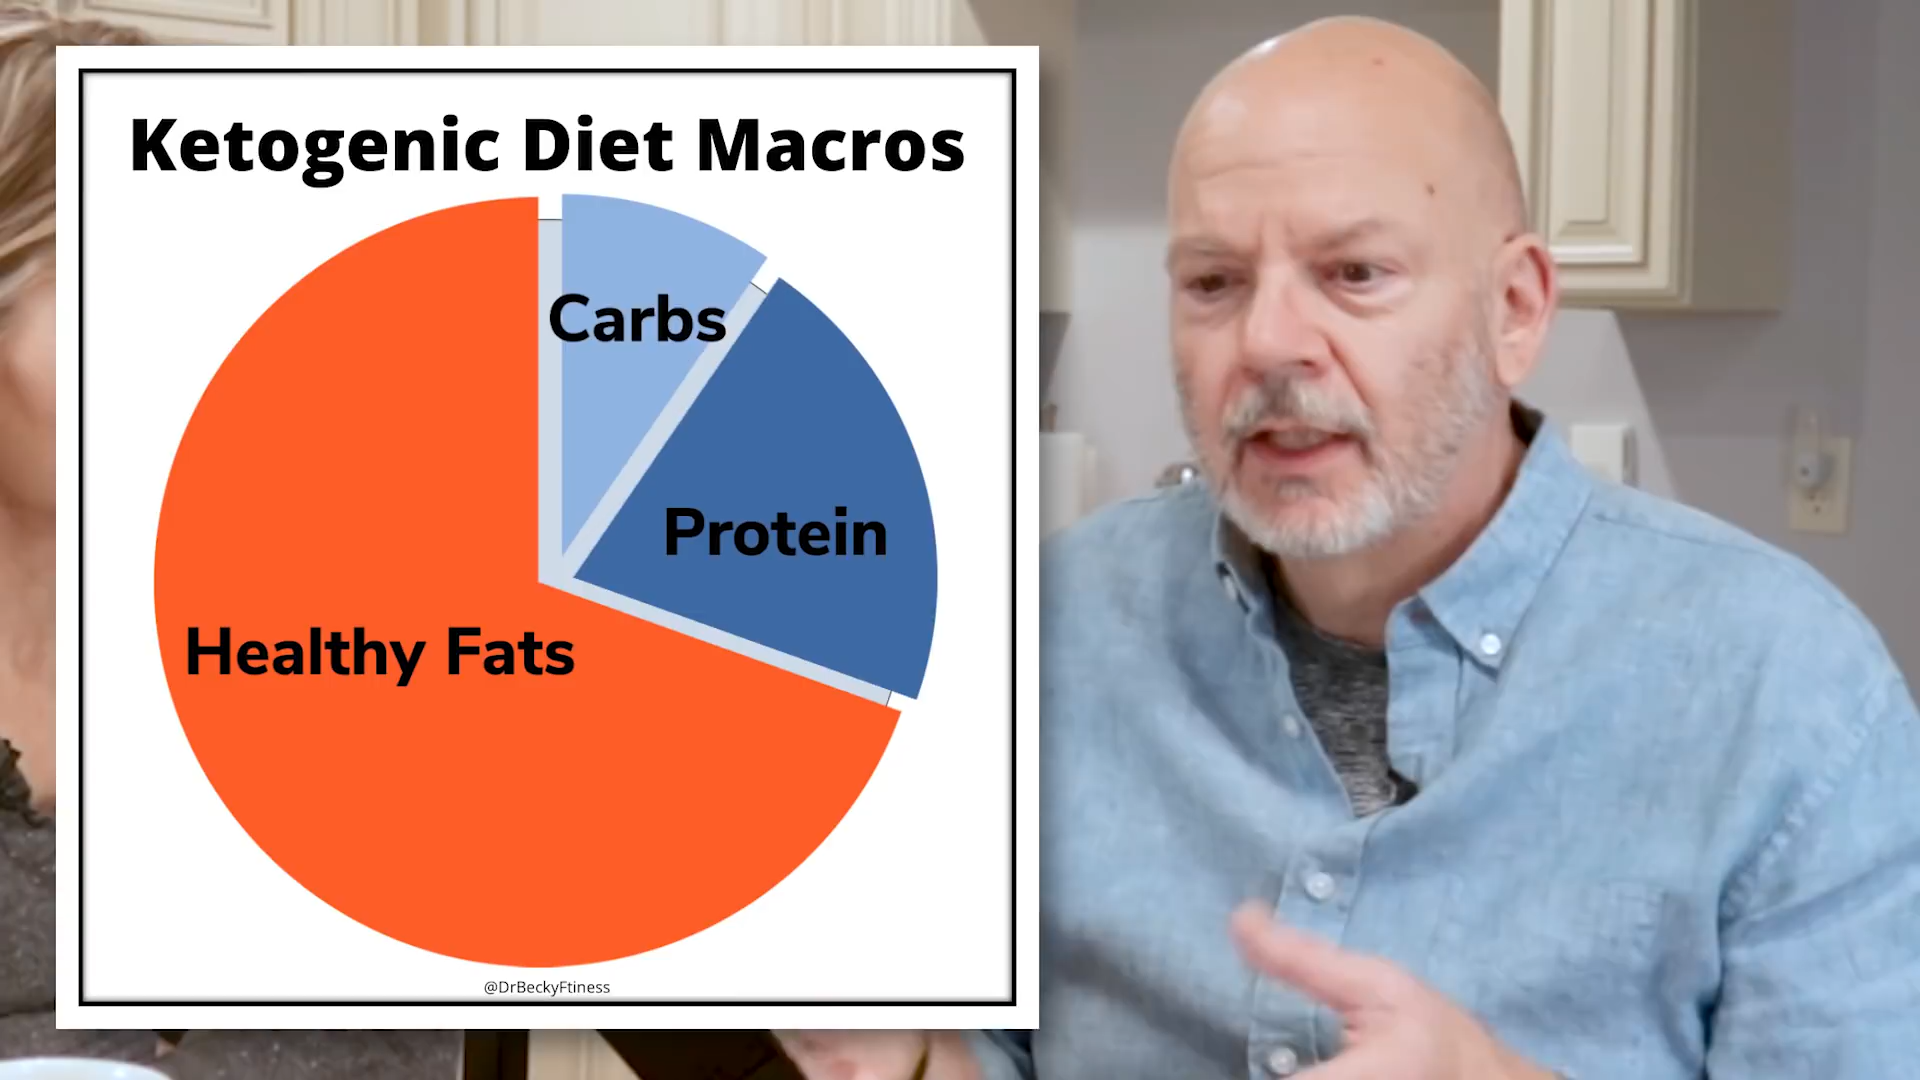 Ketogenic Diet Macros
Carbs
Protein
Healthy Fats
@DrBeckyFtiness